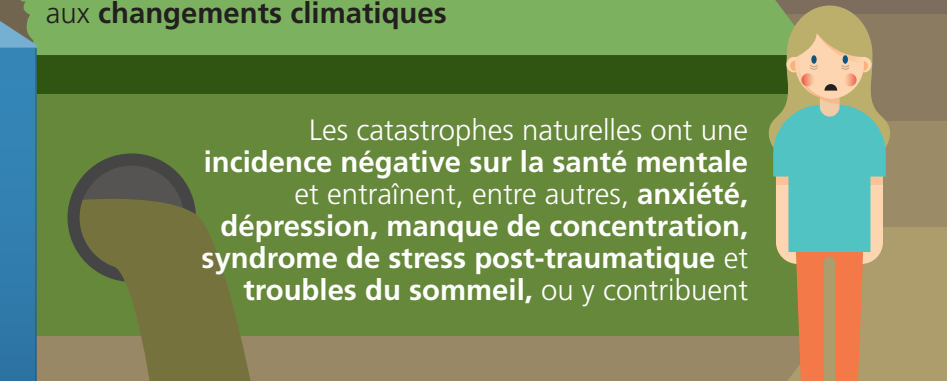 aux changements climatiques
Les catastrophes naturelles ont une
incidence négative sur la santé mentale
et entraînent, entre autres, anxiété,
dépression, manque de concentration,
syndrome de stress post-traumatique et
troubles du sommeil, ou y contribuent